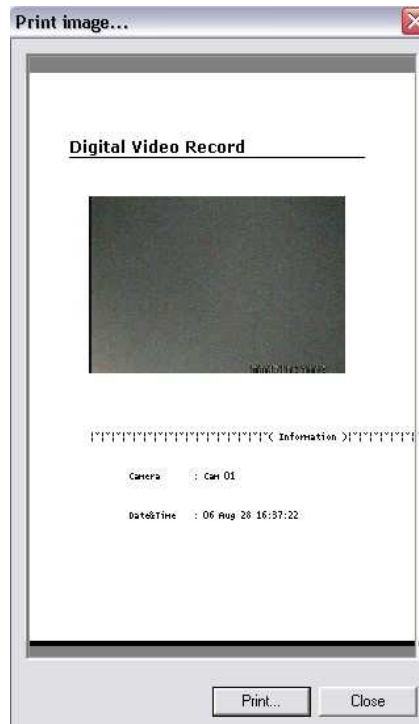 Print image...
Digital Video Record
( Information )
Camera : Cam 01
Date&Time : 06 Aug 28 16:37:22
Print... Close